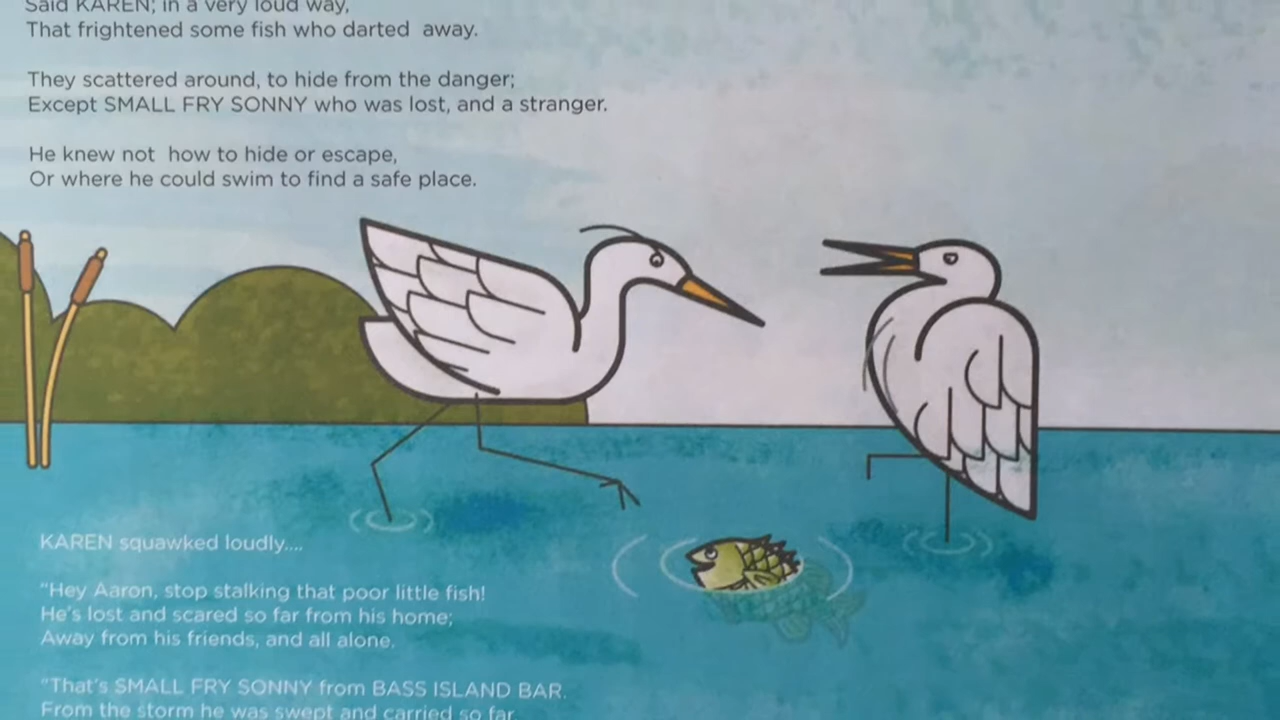 Said KAREN; in a very loud way,
That frightened some fish who darted away.
They scattered around, to hide from the danger;
Except SMALL FRY SONNY who was lost, and a stranger.
He knew not how to hide or escape,
Or where he could swim to find a safe place.
KAREN squawked loudly....
"Hey Aaron, stop stalking that poor little fish!
He's lost and scared so far from his home;
Away from his friends, and all alone.
"That's SMALL FRY SONNY from BASS ISLAND BAR.
From the storm he was swept and carried so far.